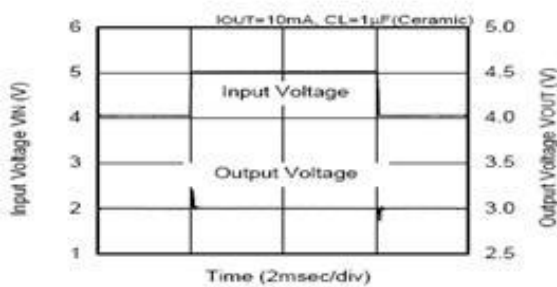 IOUT=10mA, CL=1μF(Ceramic)
6
5
4
3
2
1
Input Voltage VIN (V)
Input Voltage
Output Voltage
5.0
4.5
4.0
3.5
3.0
2.5
Output Voltage VOUT (V)
Time (2msec/div)